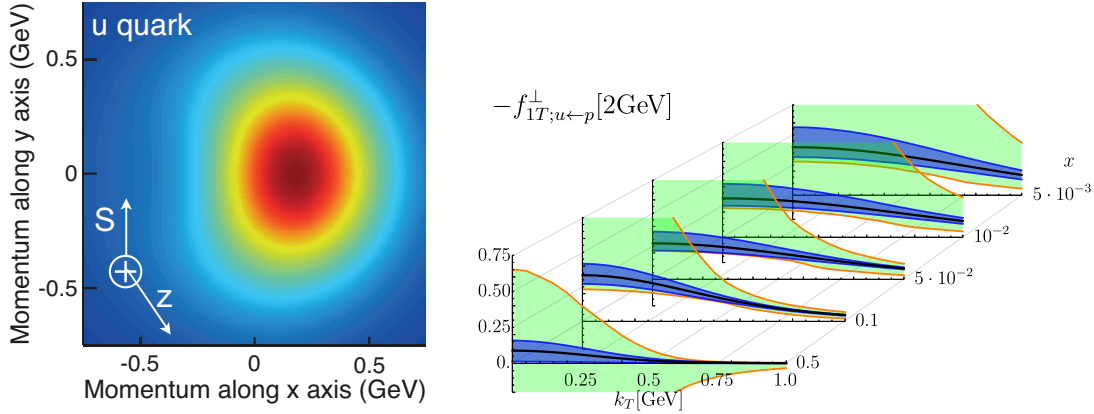 u quark
Momentum along y axis (GeV)
0.5
0
-0.5
S
z
-0.5
0
0.5
Momentum along x axis (GeV)
−f⊥1T;u←p[2GeV]
x
5·10−3
10−2
5·10−2
0.1
0.5
0.75
0.50
0.25
0
0.25
0.5
0.75
1.0
kT[GeV]